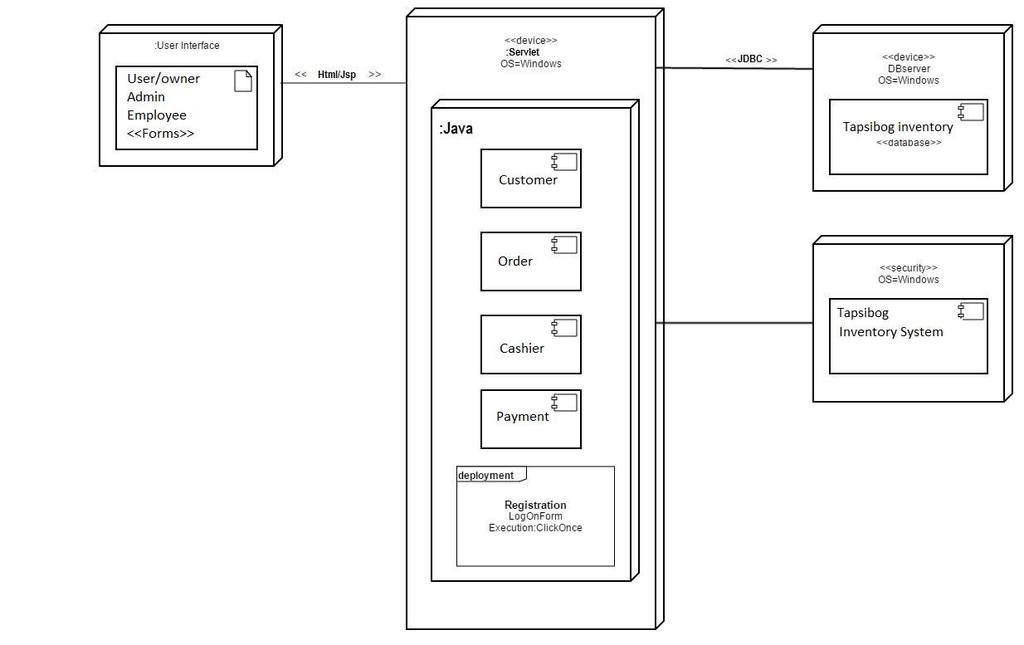 :User Interface
User/owner
Admin
Employee
<<Forms>>
<< Html/Jsp >>
<<device>>
:Servlet
OS=Windows
:Java
Customer
Order
Cashier
Payment
deployment
Registration
LogOnForm
Execution:ClickOnce
<<JDBC >>
<<device>>
DBserver
OS=Windows
Tapsibog inventory
<<database>>
<<security>>
OS=Windows
Tapsibog
Inventory System